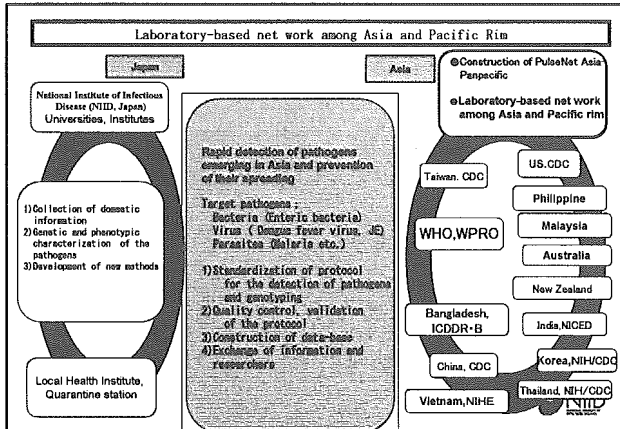 Laboratory-based net work among Asia and Pacific Rim
Japan
Asia
National Institute of Infectious
Disease (NIID, Japan)
Universities, Institutes
1)Collection of domestic
information
2)Genetic and phenotypic
characterization of the
pathogens
3)Development of new methods
Local Health Institute,
Quarantine station
Rapid detection of pathogens
emerging in Asia and prevention
of their spreading
Target pathogens ;
Bacteria (Enteric bacteria)
Virus ( Dengue fever virus, JE)
Parasites (Malaria etc.)
1)Standardization of protocol
for the detection of pathogens
and genotyping
2)Quality control, validation
of the protocol
3)Construction of data-base
4)Exchange of information and
researchers
Construction of PulseNet Asia
Panpacific
Laboratory-based net work
among Asia and Pacific rim
Taiwan. CDC
US.CDC
Philippine
WHO,WPRO
Malaysia
Australia
New Zealand
Bangladesh,
ICDDR・B
India,NICED
China, CDC
Korea,NIH/CDC
Vietnam,NIHE
Thailand, NIH/CDC
NIID